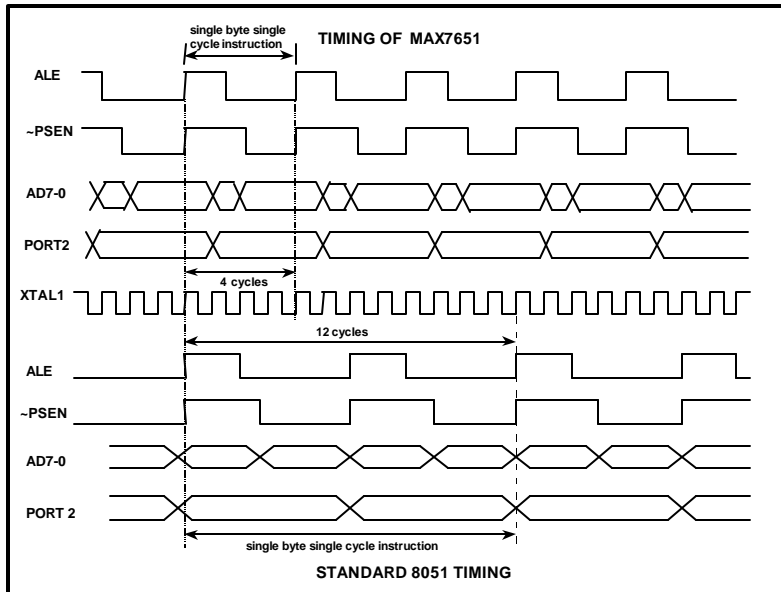 single byte single
cycle instruction
TIMING OF MAX7651
ALE
~PSEN
AD7-0
PORT2
4 cycles
XTAL1
12 cycles
ALE
~PSEN
AD7-0
PORT 2
single byte single cycle instruction
STANDARD 8051 TIMING